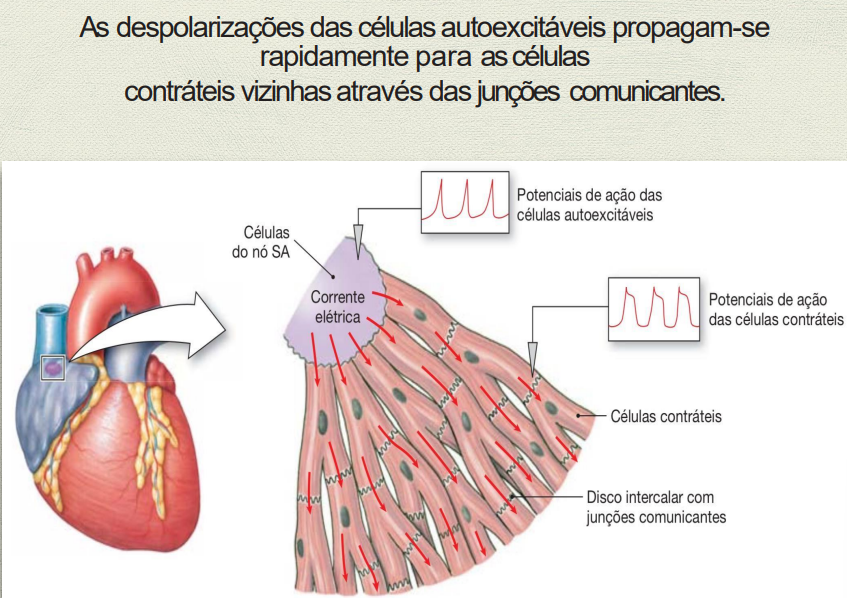 As despolarizações das células autoexcitáveis propagam-se
rapidamente para as células
contráteis vizinhas através das junções comunicantes.
Potenciais de ação das
células autoexcitáveis
Células
do nó SA
Corrente
elétrica
Potenciais de ação
das células contráteis
Células contráteis
Disco intercalar com
junções comunicantes